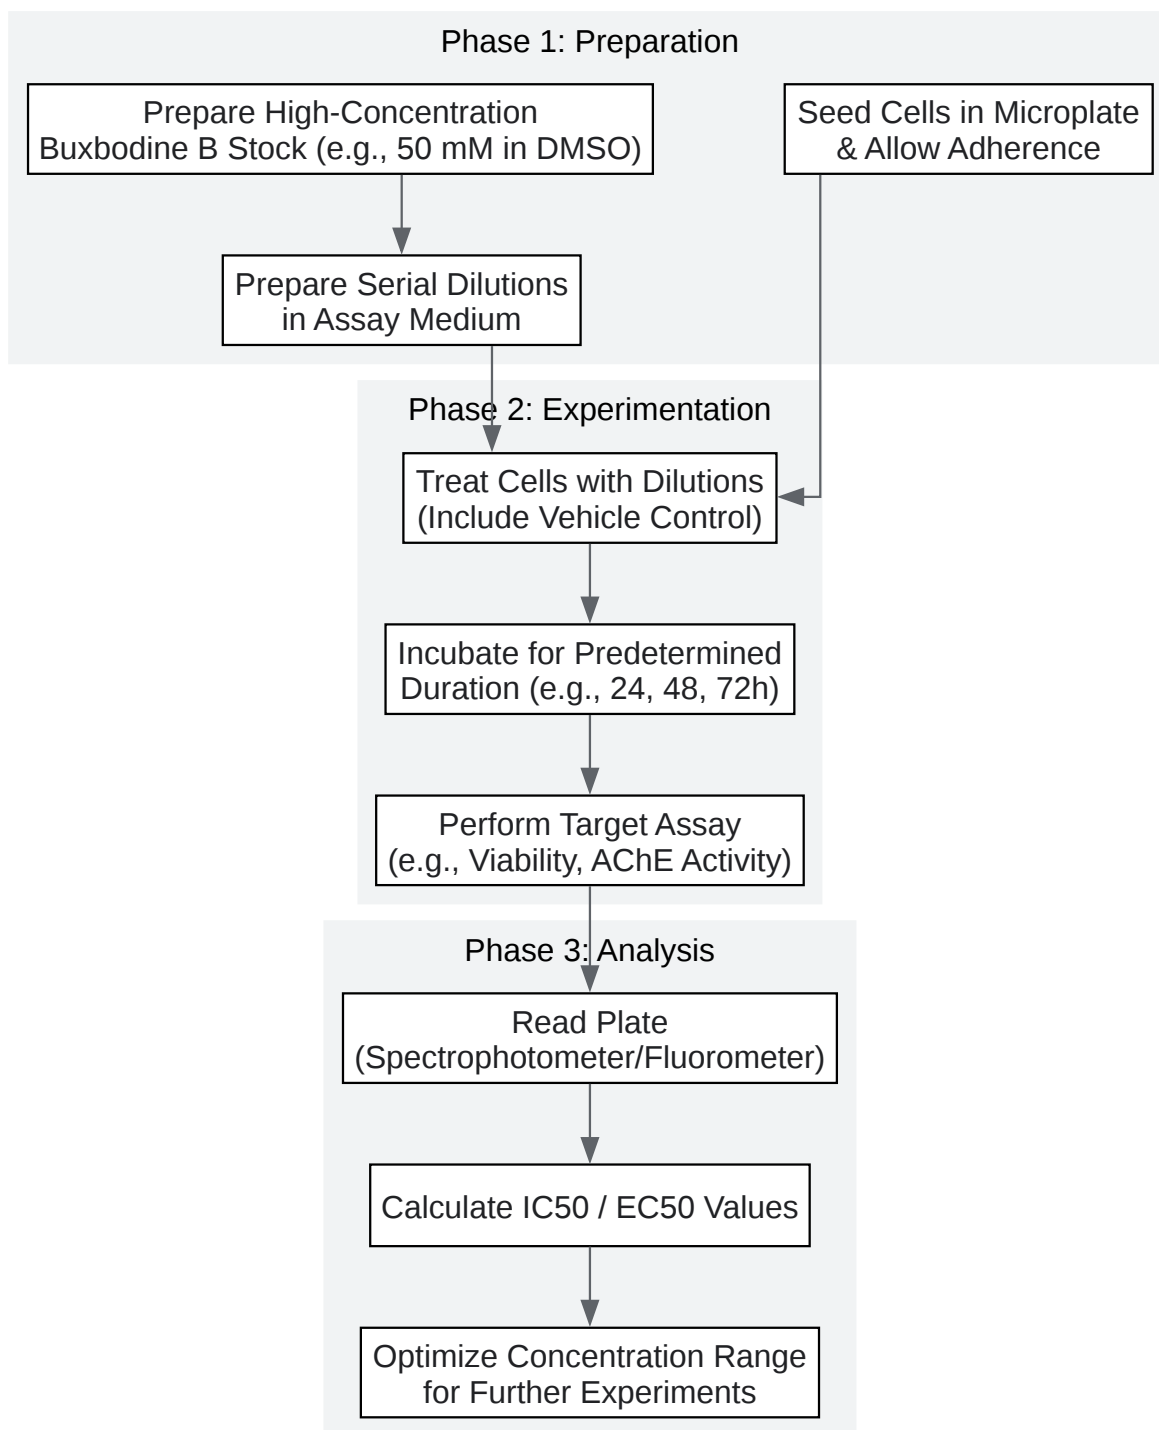 Phase 1: Preparation
Prepare High-Concentration
Buxbodine B Stock (e.g., 50 mM in DMSO)
Seed Cells in Microplate
& Allow Adherence
Prepare Serial Dilutions
in Assay Medium
Phase 2: Experimentation
Treat Cells with Dilutions
(Include Vehicle Control)
Incubate for Predetermined
Duration (e.g., 24, 48, 72h)
Perform Target Assay
(e.g., Viability, AChE Activity)
Phase 3: Analysis
Read Plate
(Spectrophotometer/Fluorometer)
Calculate IC50 / EC50 Values
Optimize Concentration Range
for Further Experiments